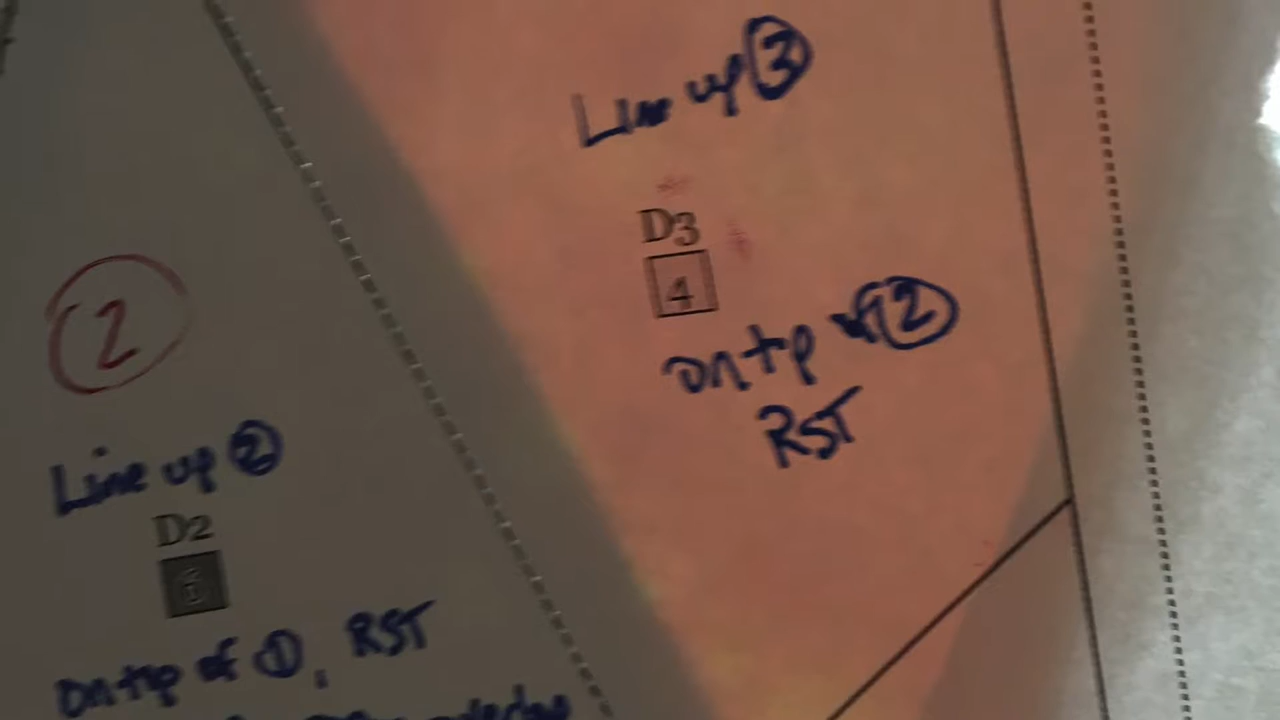 Line up ③
D3
4
on top of ②
RST
2
Line up ②
D2
6
on top of ①, RST